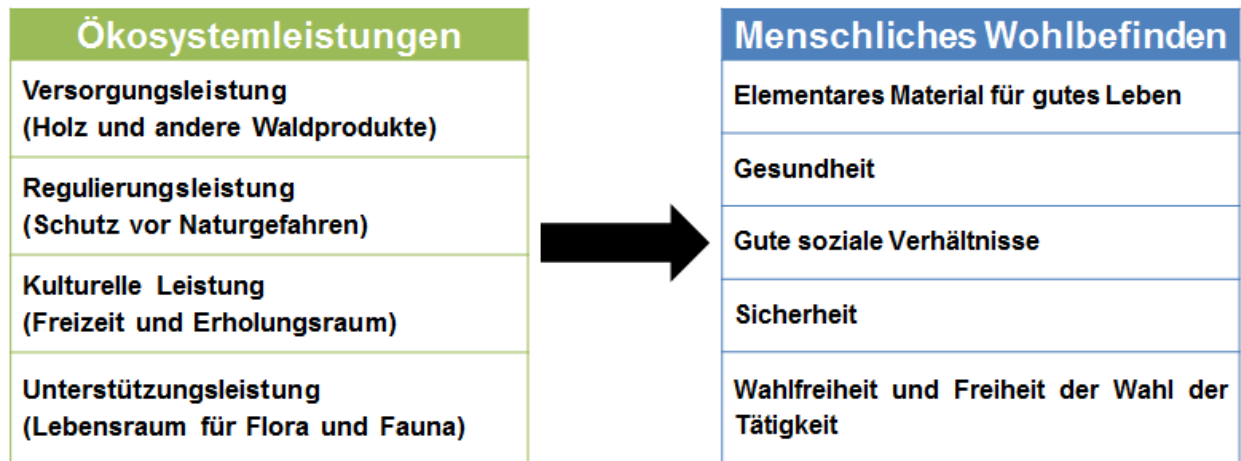 Ökosystemleistungen
Versorgungsleistung
(Holz und andere Waldprodukte)
Regulierungsleistung
(Schutz vor Naturgefahren)
Kulturelle Leistung
(Freizeit und Erholungsraum)
Unterstützungsleistung
(Lebensraum für Flora und Fauna)
Menschliches Wohlbefinden
Elementares Material für gutes Leben
Gesundheit
Gute soziale Verhältnisse
Sicherheit
Wahlfreiheit und Freiheit der Wahl der
Tätigkeit